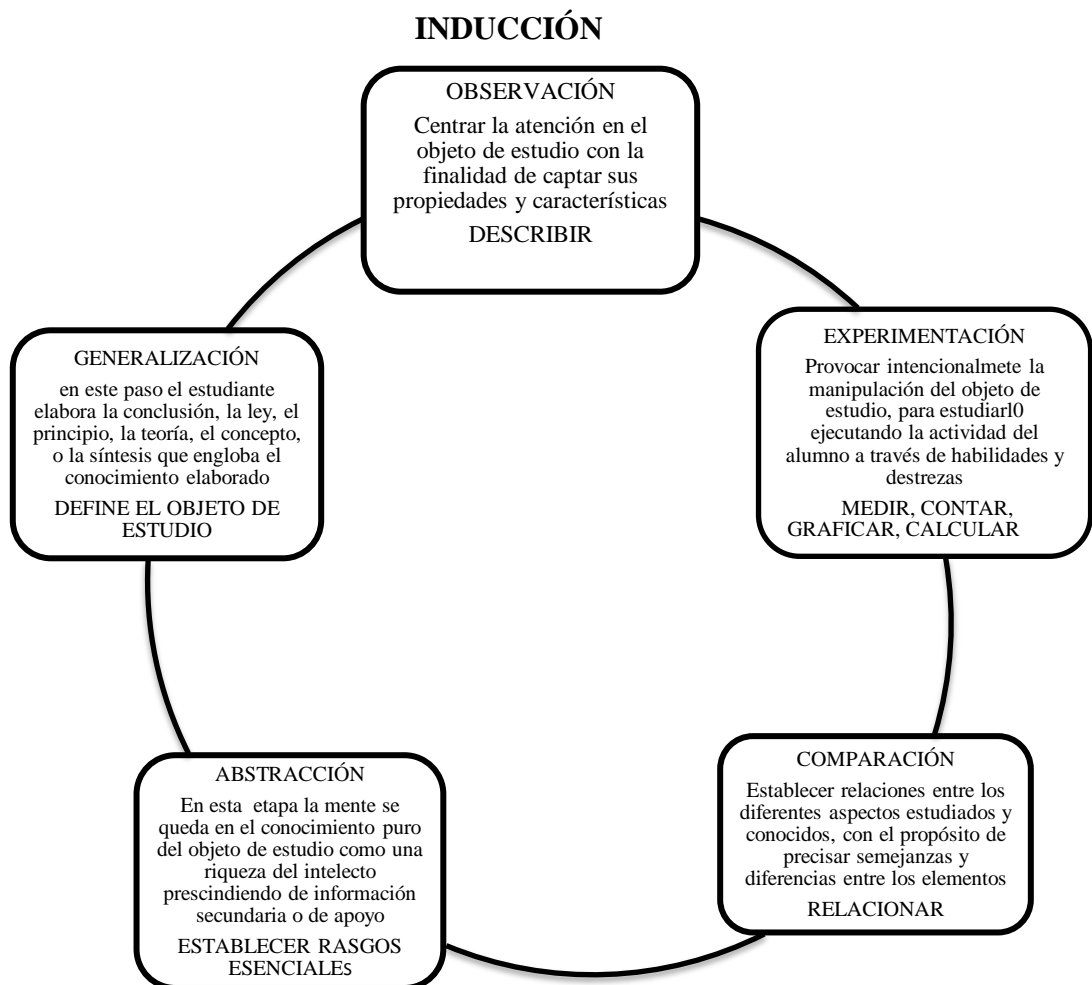 INDUCCIÓN
OBSERVACIÓN
Centrar la atención en el
objeto de estudio con la
finalidad de captar sus
propiedades y características
DESCRIBIR
EXPERIMENTACIÓN
Provocar intencionalmete la
manipulación del objeto de
estudio, para estudiarl0
ejecutando la actividad del
alumno a través de habilidades y
destrezas
MEDIR, CONTAR,
GRAFICAR, CALCULAR
COMPARACIÓN
Establecer relaciones entre los
diferentes aspectos estudiados y
conocidos, con el propósito de
precisar semejanzas y
diferencias entre los elementos
RELACIONAR
ABSTRACCIÓN
En esta etapa la mente se
queda en el conocimiento puro
del objeto de estudio como una
riqueza del intelecto
prescindiendo de información
secundaria o de apoyo
ESTABLECER RASGOS
ESENCIALEs
GENERALIZACIÓN
en este paso el estudiante
elabora la conclusión, la ley, el
principio, la teoría, el concepto,
o la síntesis que engloba el
conocimiento elaborado
DEFINE EL OBJETO DE
ESTUDIO